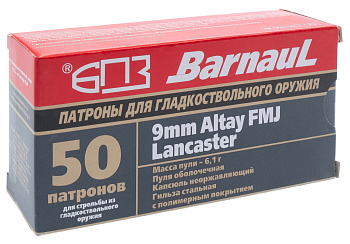 БПЗ® Barnaul
ПАТРОНЫ ДЛЯ ГЛАДКОСТВОЛЬНОГО ОРУЖИЯ
50
патронов
для стрельбы из
гладкоствольного
оружия
9mm Altay FMJ
Lancaster
Масса пули – 6,1 г
Пуля оболочечная
Капсюль неоржавляющий
Гильза стальная
с полимерным покрытием